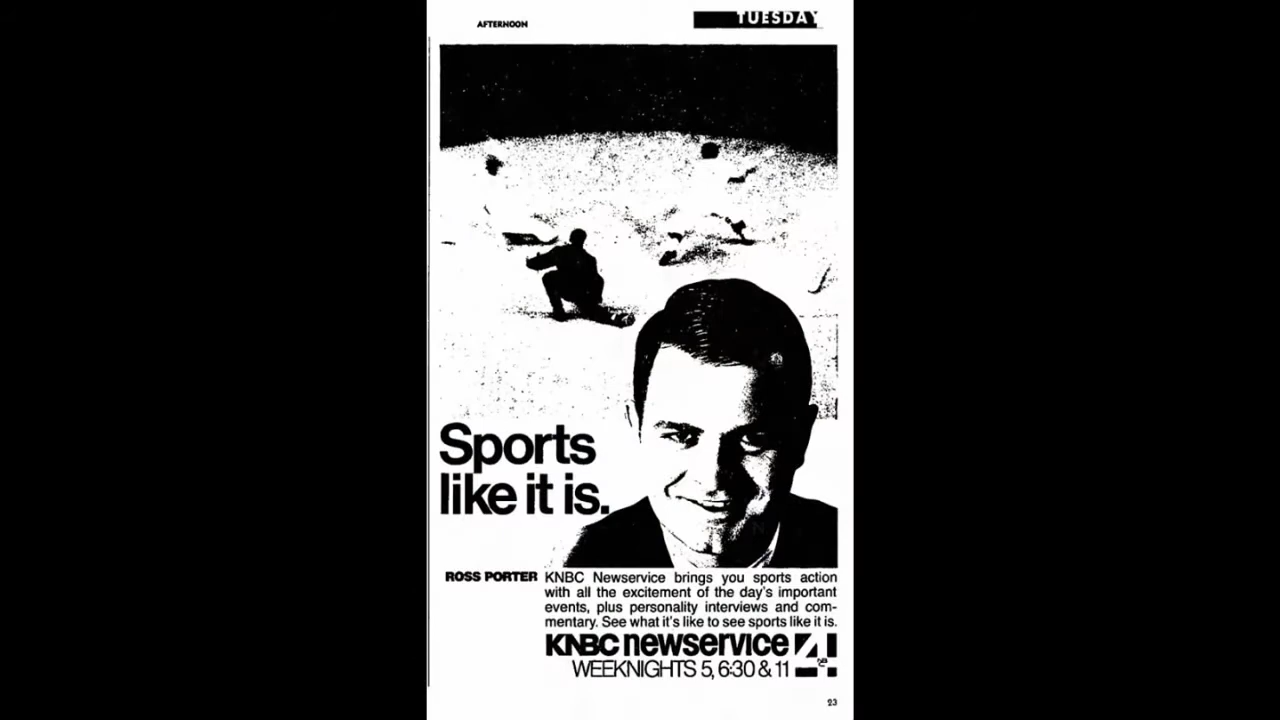 AFTERNOON
TUESDAY
Sports
like it is.
ROSS PORTER
KNBC Newservice brings you sports action
with all the excitement of the day's important
events, plus personality interviews and com-
mentary. See what it's like to see sports like it is.
KNBC newservice 4
WEEKNIGHTS 5, 6:30 & 11
23